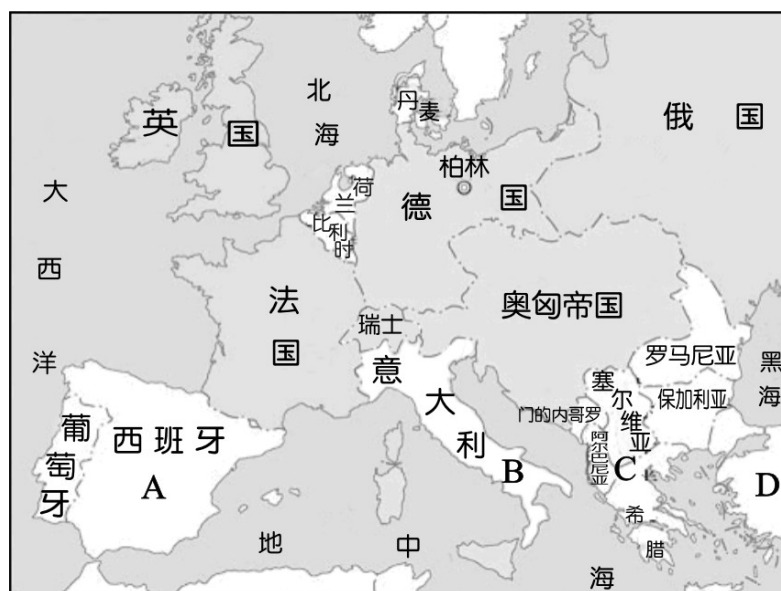 英国
北海
丹麦
俄国
大西洋
荷兰
柏林
德国
比利时
法国
瑞士
奥匈帝国
意大利
罗马尼亚
黑海
塞尔维亚
保加利亚
门的内哥罗
阿尔巴尼亚
葡萄牙
西班牙
A
B
C
D
希腊
地中海